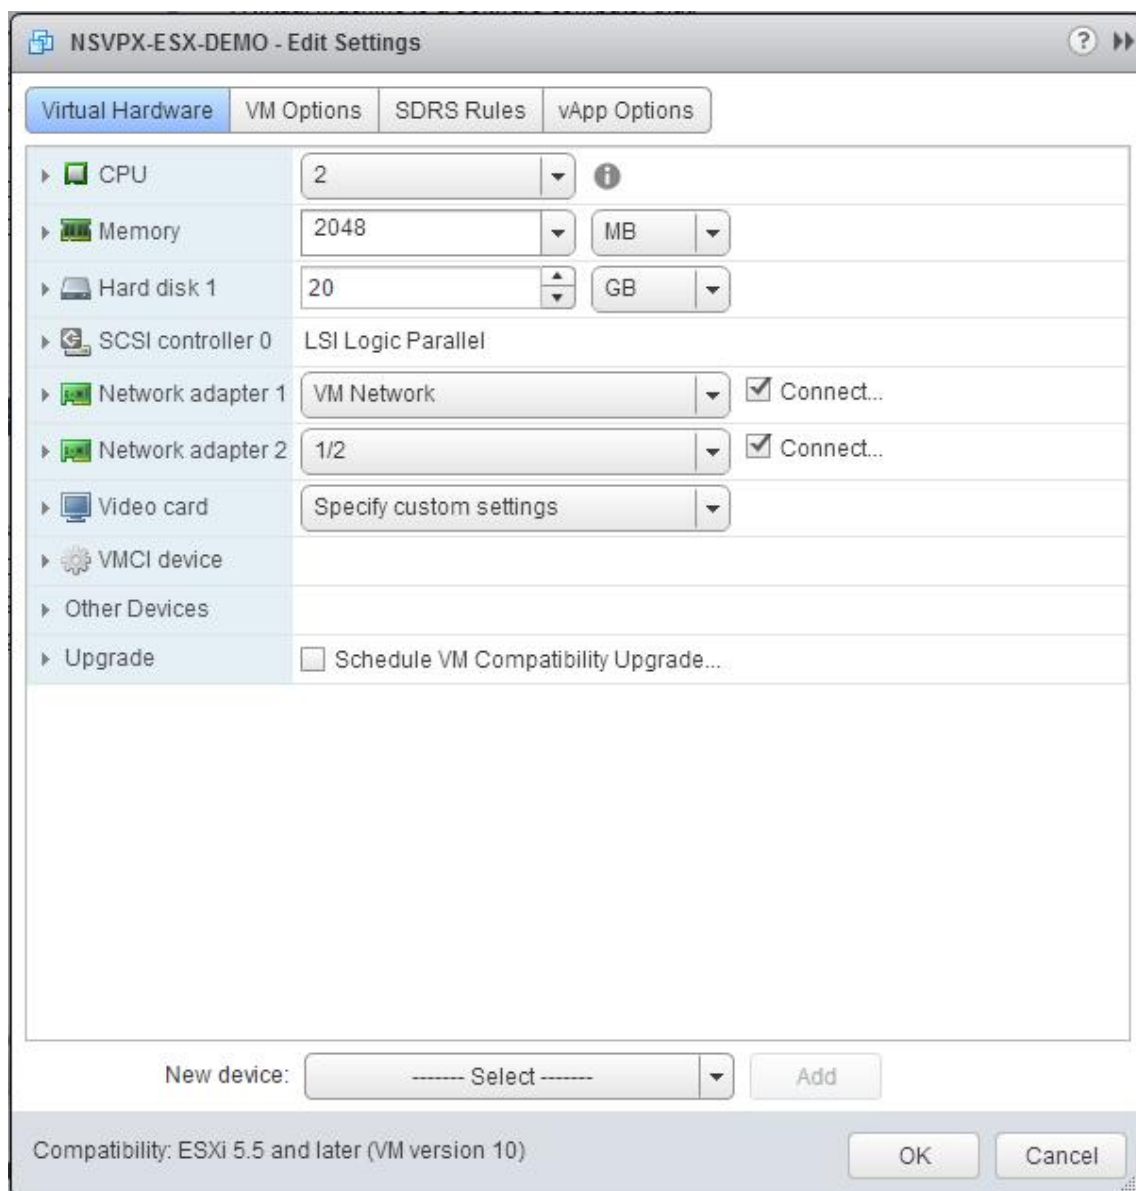 NSVPX-ESX-DEMO - Edit Settings ?
Virtual Hardware VM Options SDRS Rules vApp Options
CPU 2
Memory 2048 MB
Hard disk 1 20 GB
SCSI controller 0 LSI Logic Parallel
Network adapter 1 VM Network Connect...
Network adapter 2 1/2 Connect...
Video card Specify custom settings
VMCI device
Other Devices
Upgrade Schedule VM Compatibility Upgrade...
New device: ------- Select ------- Add
Compatibility: ESXi 5.5 and later (VM version 10) OK Cancel